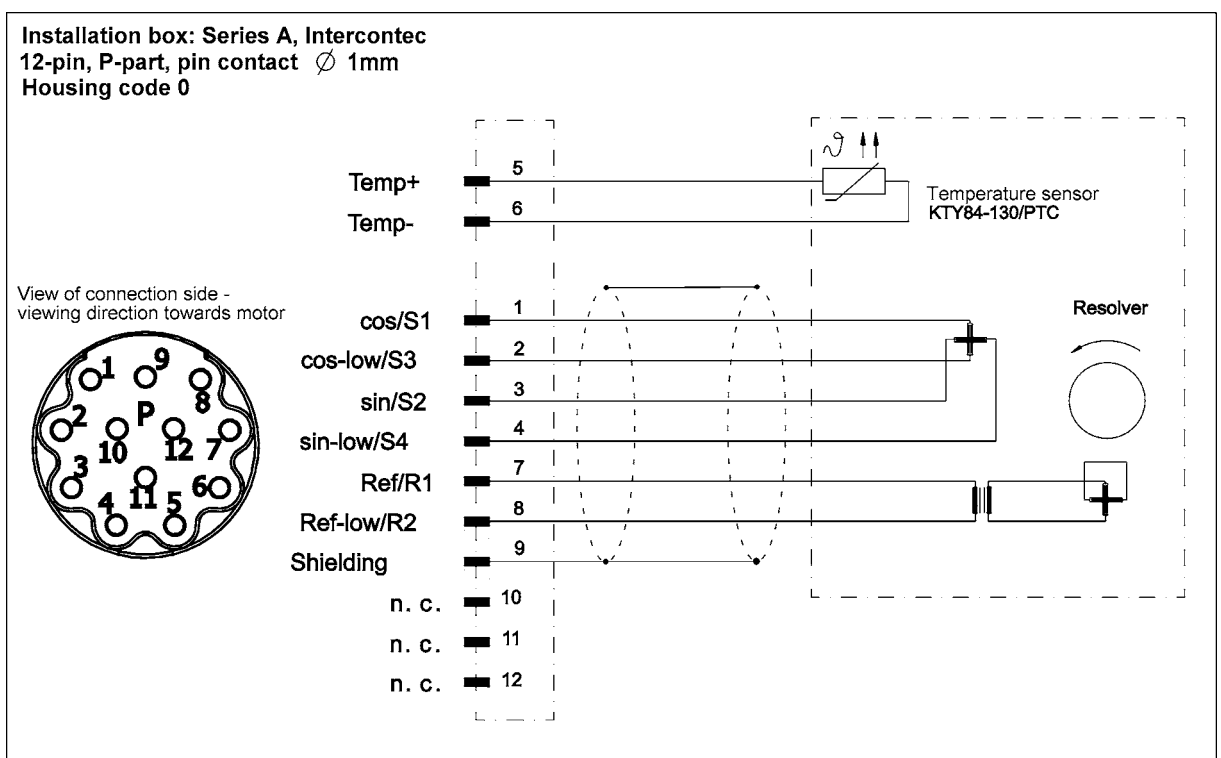 Installation box: Series A, Intercontec
12-pin, P-part, pin contact ∅ 1mm
Housing code 0
Temp+ 5
Temp- 6
ϑ
Temperature sensor
KTY84-130/PTC
View of connection side -
viewing direction towards motor
1 9 8
2 P 7
10 12
3 11 6
4 5
cos/S1 1
cos-low/S3 2
sin/S2 3
sin-low/S4 4
Ref/R1 7
Ref-low/R2 8
Shielding 9
n. c. 10
n. c. 11
n. c. 12
Resolver